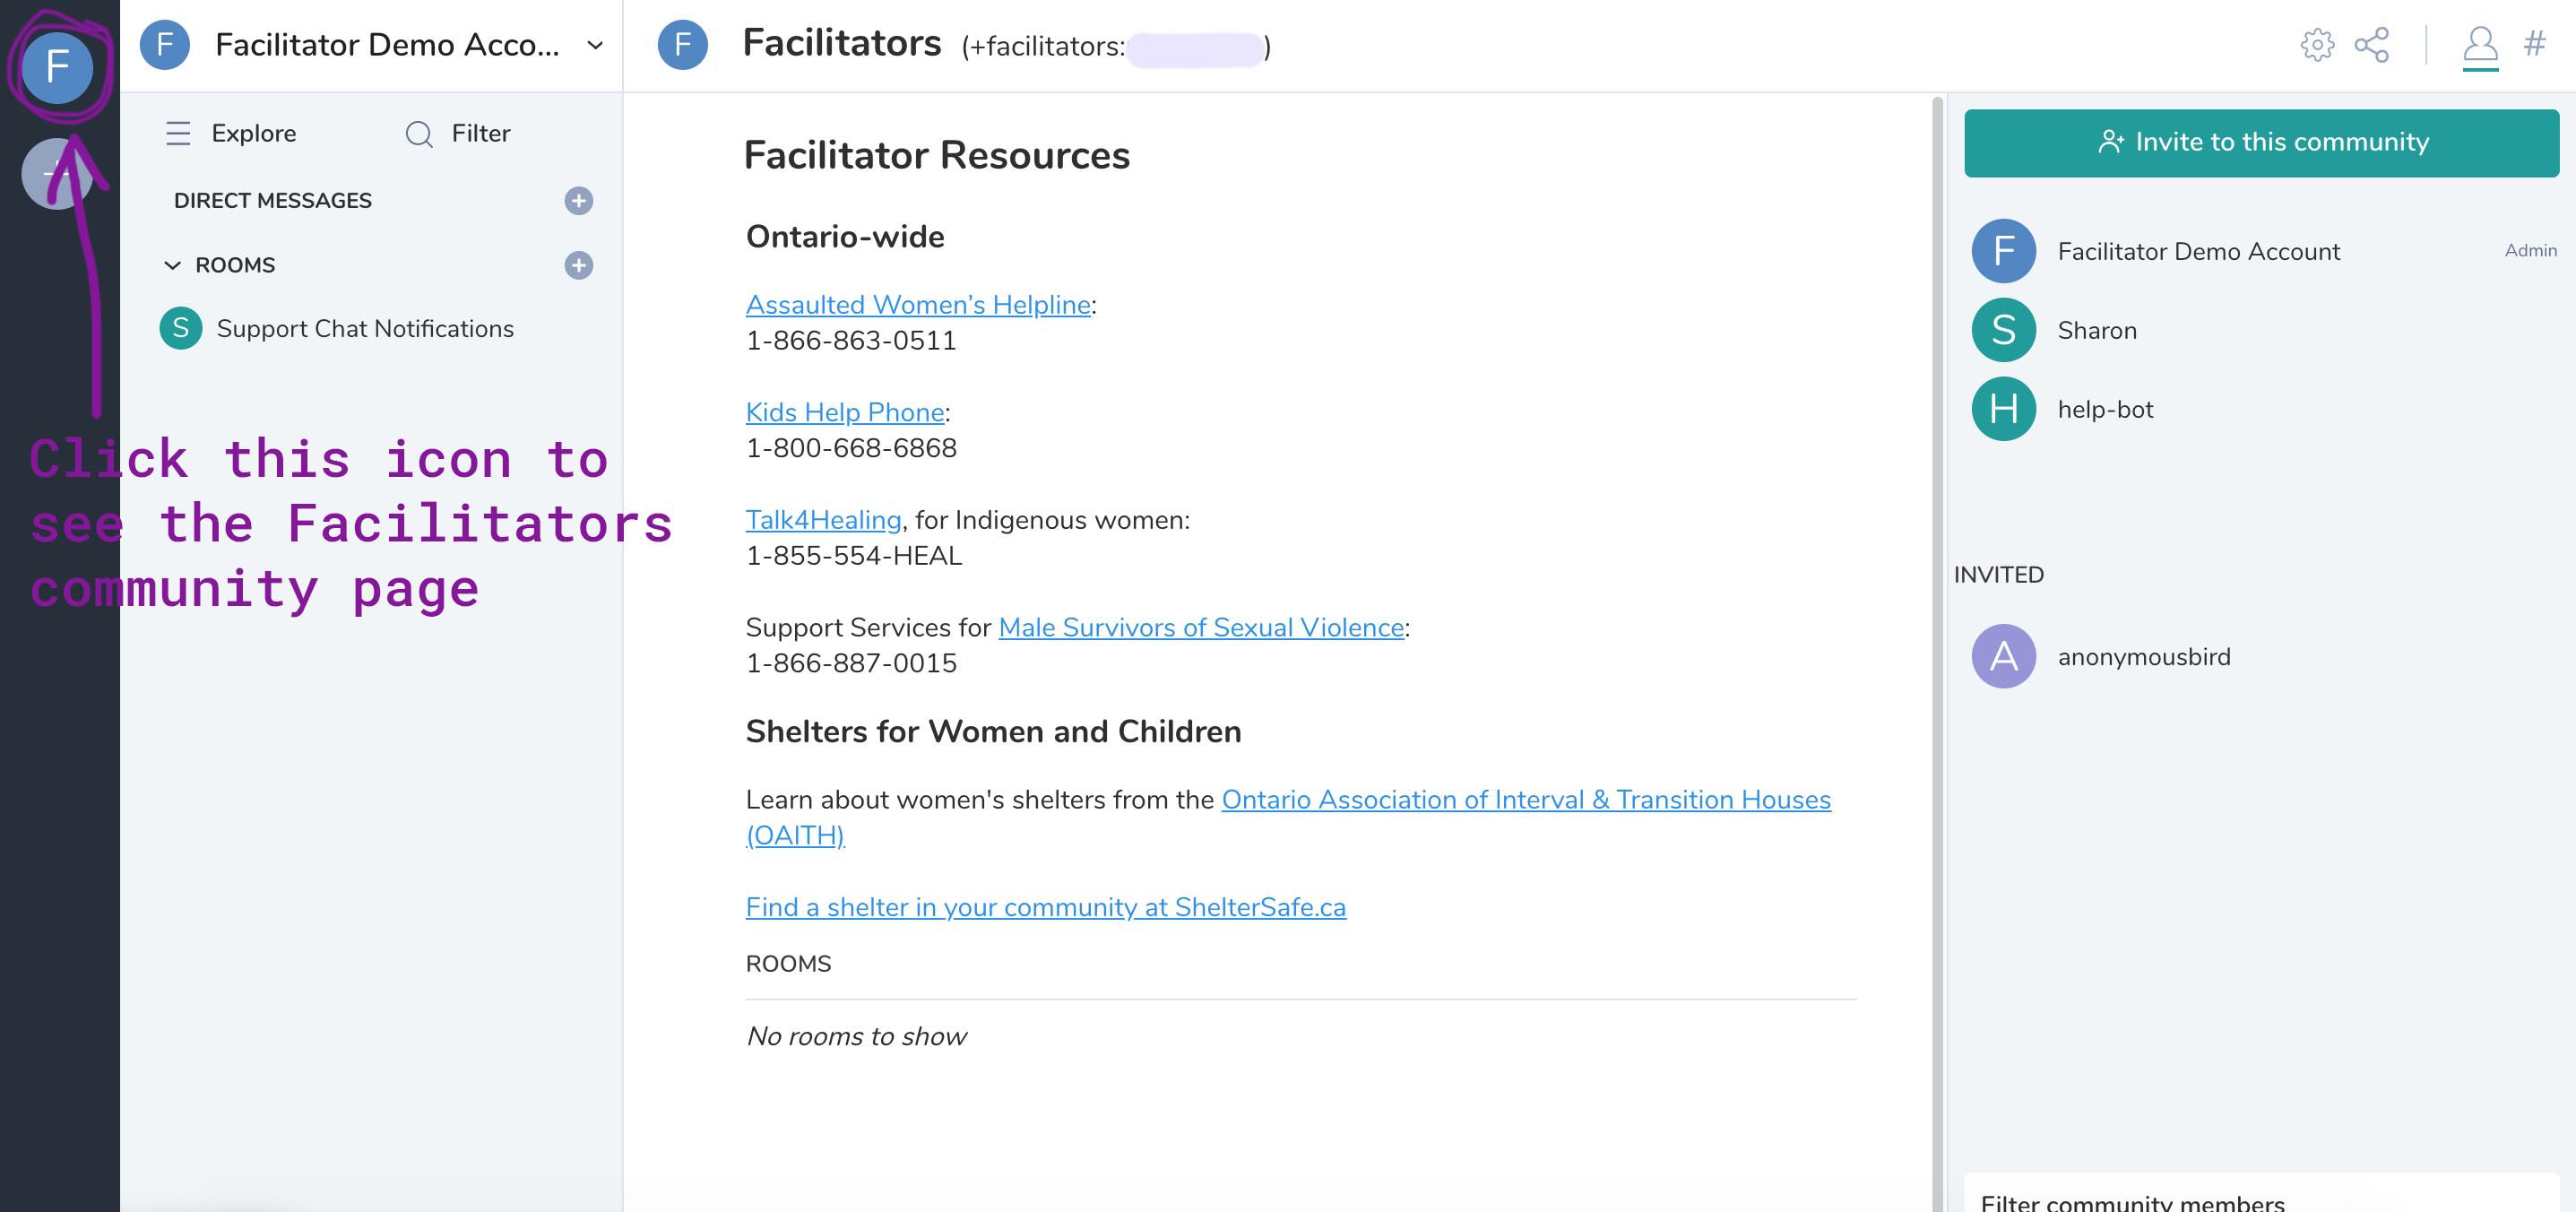 F
F Facilitator Demo Acco...
Explore
Filter
DIRECT MESSAGES
ROOMS
S Support Chat Notifications
Click this icon to
see the Facilitators
community page
F Facilitators (+facilitators: )
#
Facilitator Resources
Ontario-wide
Assaulted Women’s Helpline:
1-866-863-0511
Kids Help Phone:
1-800-668-6868
Talk4Healing, for Indigenous women:
1-855-554-HEAL
Support Services for Male Survivors of Sexual Violence:
1-866-887-0015
Shelters for Women and Children
Learn about women's shelters from the Ontario Association of Interval & Transition Houses
(OAITH)
Find a shelter in your community at ShelterSafe.ca
ROOMS
No rooms to show
Invite to this community
F Facilitator Demo Account Admin
S Sharon
H help-bot
INVITED
A anonymousbird
Filter community members